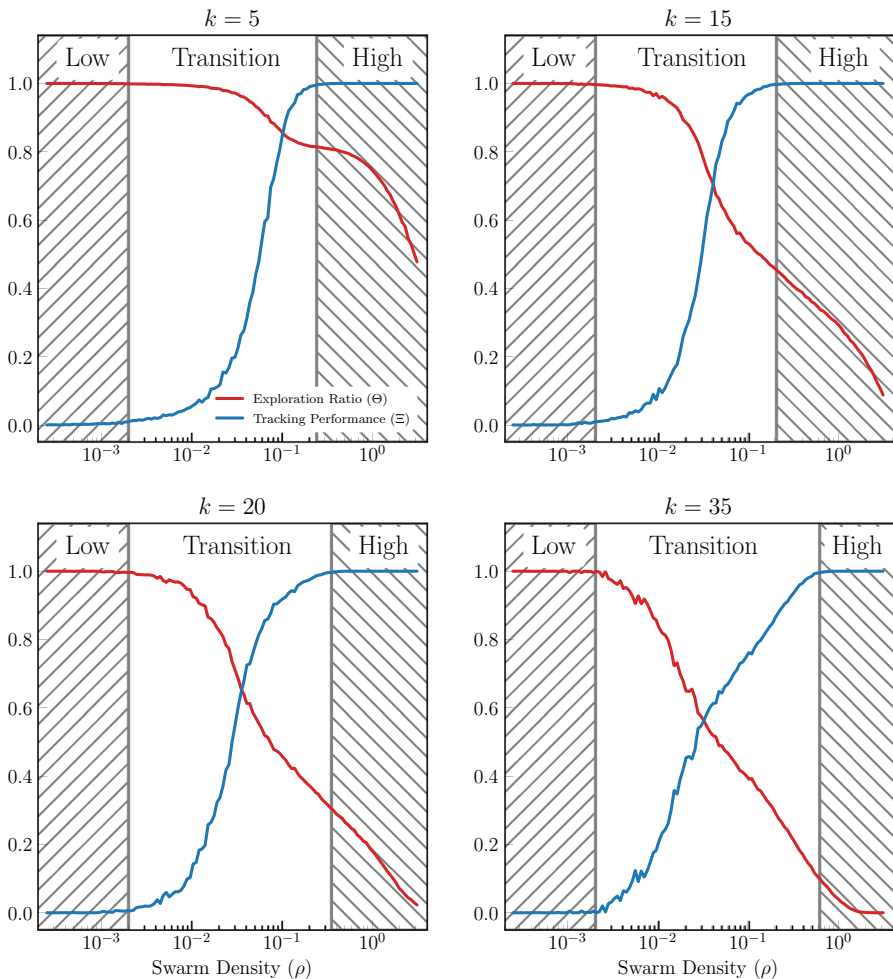 k = 5
Low Transition High
1.0
0.8
0.6
0.4
0.2
0.0
Exploration Ratio (Θ)
Tracking Performance (Ξ)
10⁻³ 10⁻² 10⁻¹ 10⁰
k = 15
Low Transition High
1.0
0.8
0.6
0.4
0.2
0.0
10⁻³ 10⁻² 10⁻¹ 10⁰
k = 20
Low Transition High
1.0
0.8
0.6
0.4
0.2
0.0
10⁻³ 10⁻² 10⁻¹ 10⁰
Swarm Density (ρ)
k = 35
Low Transition High
1.0
0.8
0.6
0.4
0.2
0.0
10⁻³ 10⁻² 10⁻¹ 10⁰
Swarm Density (ρ)